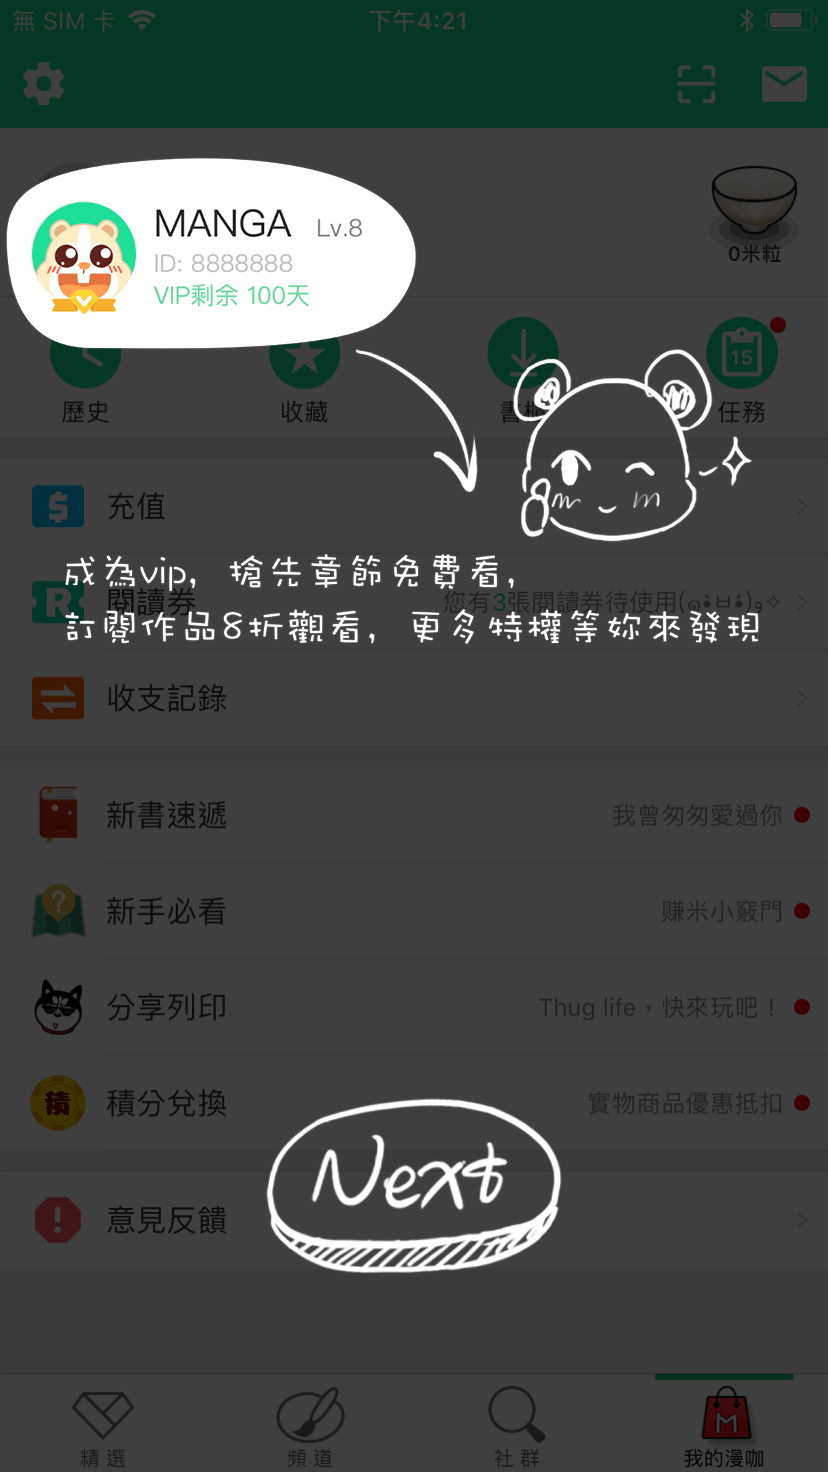 無 SIM 卡
下午4:21
MANGA Lv.8
ID: 8888888
VIP剩余 100天
0米粒
歷史
收藏
書櫃
15
任務
充值
成為vip, 搶先章節免費看,
R 閱讀券
您有3張閱讀券待使用
訂閱作品8折觀看, 更多特權等妳來發現
收支記錄
新書速遞
我曾匆匆愛過你
新手必看
賺米小竅門
分享列印
Thug life，快來玩吧！
積
積分兌換
實物商品優惠抵扣
Next
意見反饋
精選
頻道
社群
M
我的漫咖